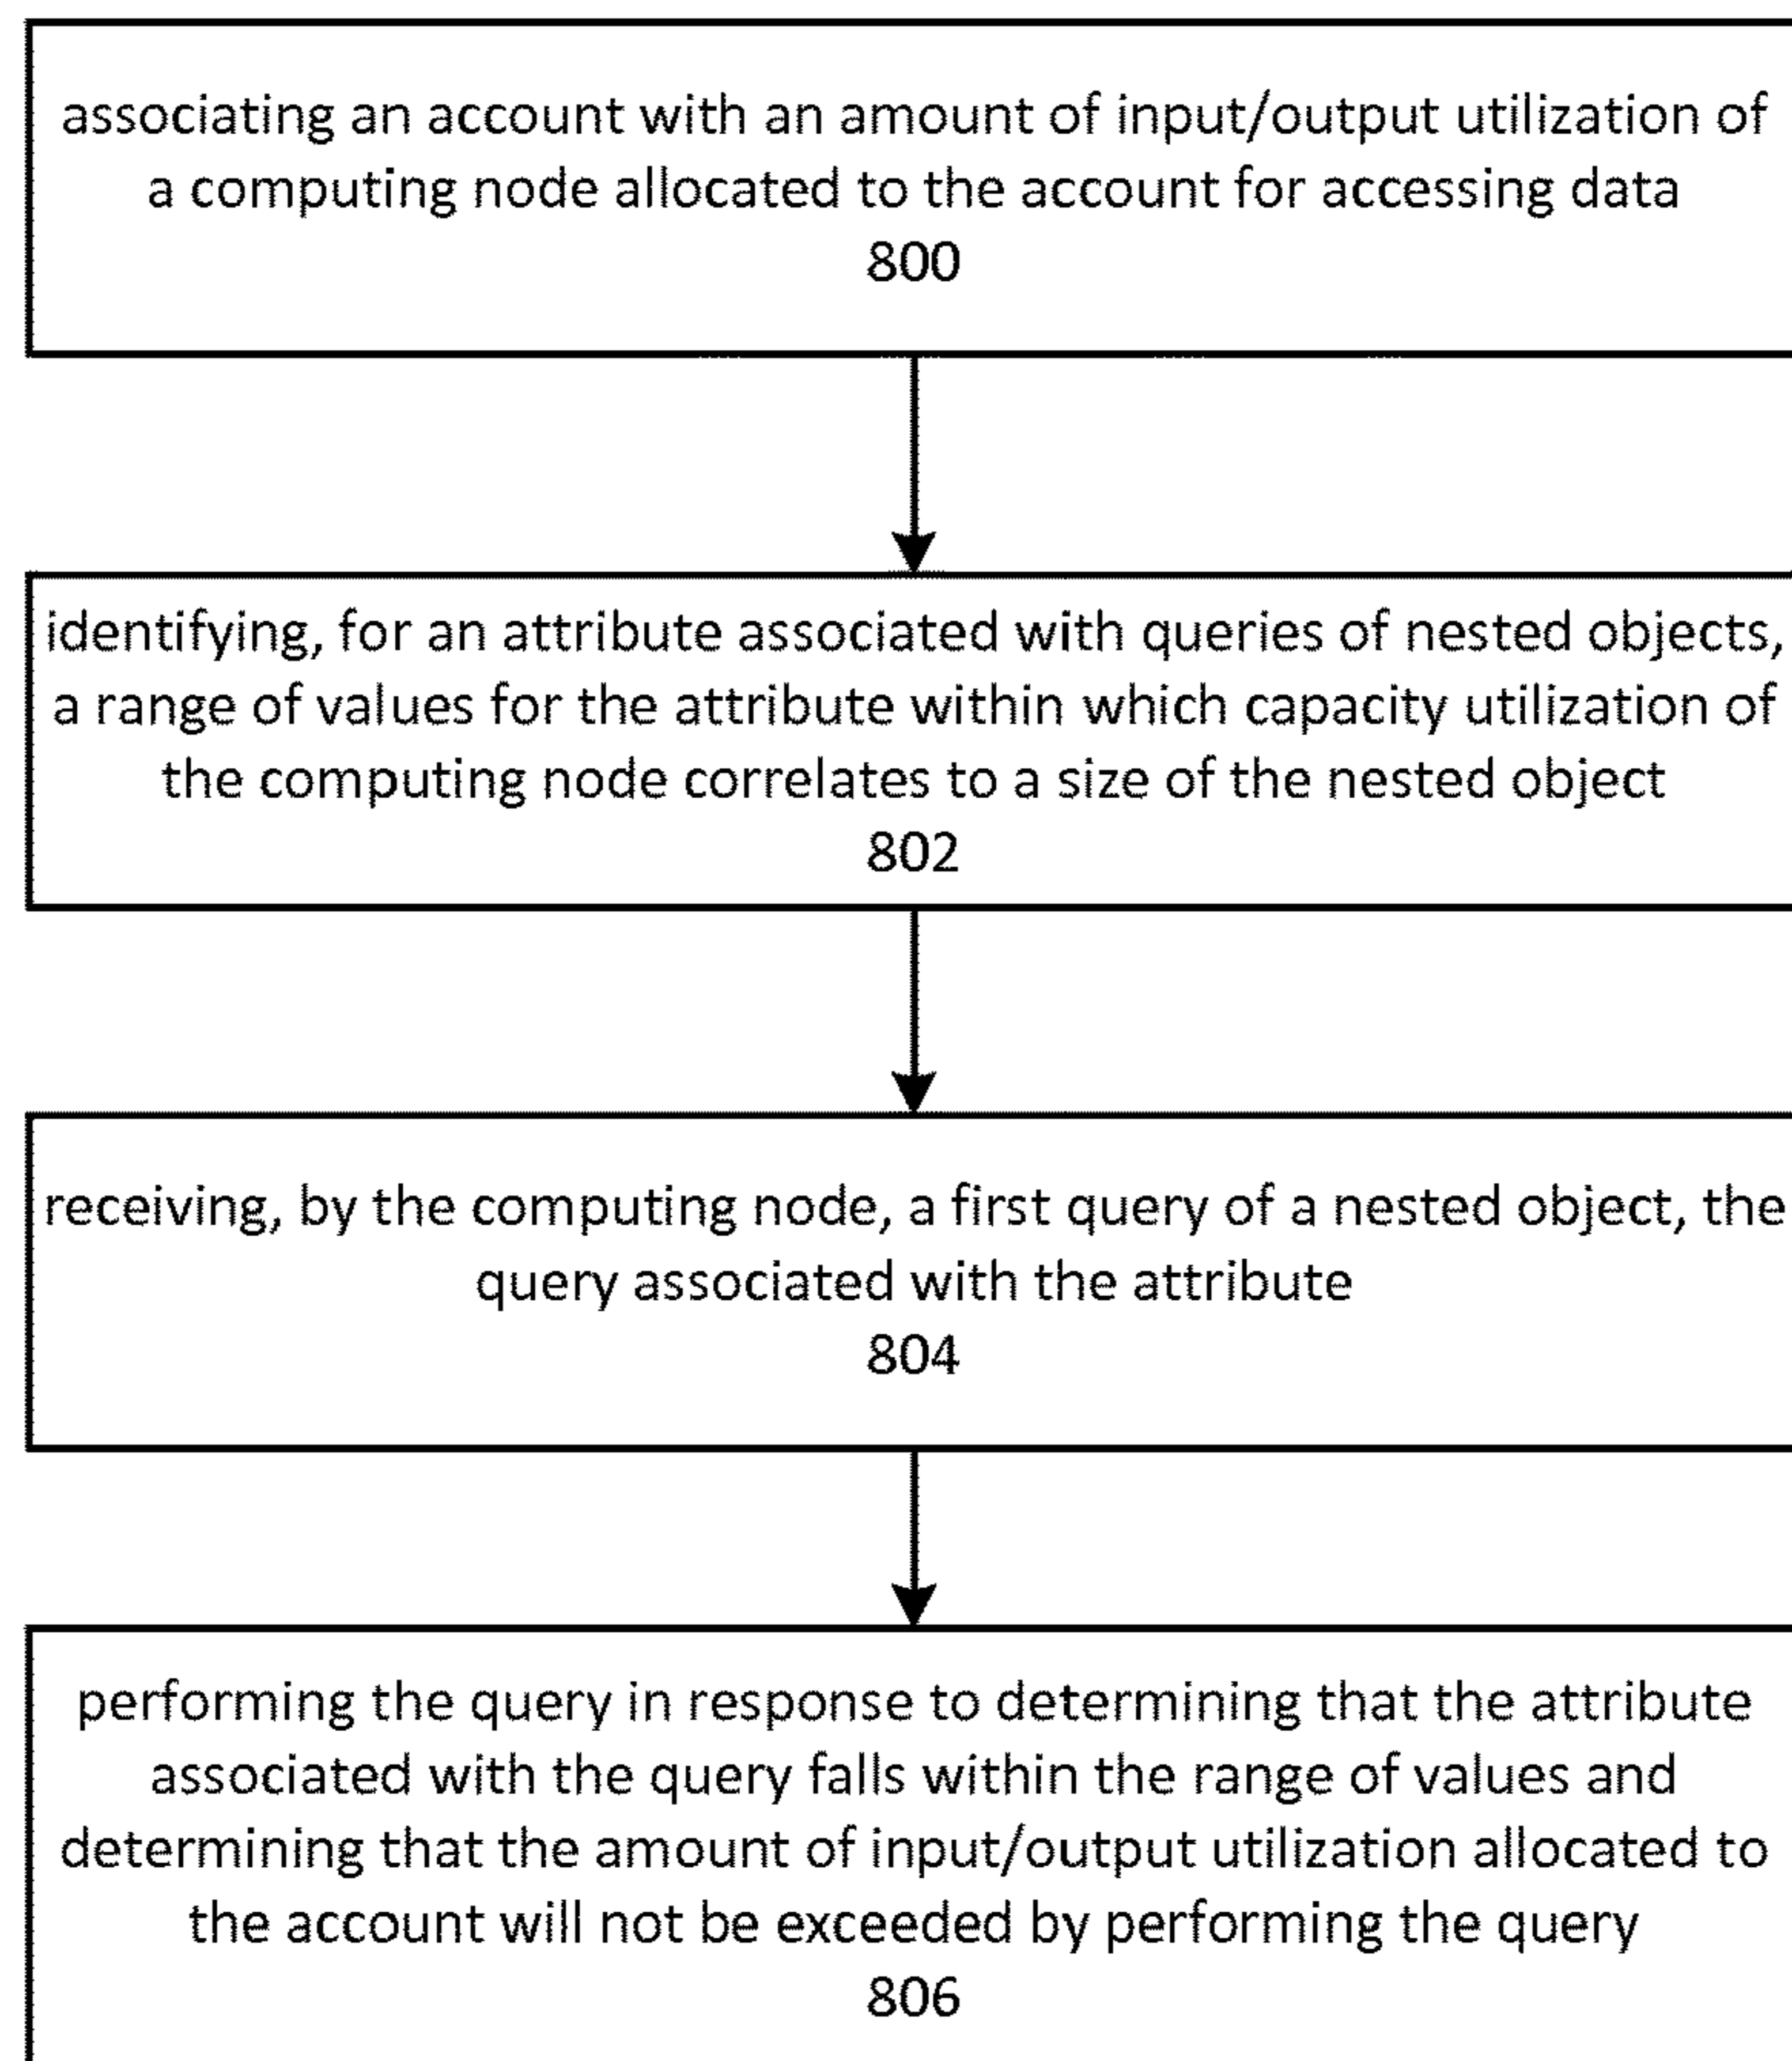 associating an account with an amount of input/output utilization of
a computing node allocated to the account for accessing data
800
identifying, for an attribute associated with queries of nested objects,
a range of values for the attribute within which capacity utilization of
the computing node correlates to a size of the nested object
802
receiving, by the computing node, a first query of a nested object, the
query associated with the attribute
804
performing the query in response to determining that the attribute
associated with the query falls within the range of values and
determining that the amount of input/output utilization allocated to
the account will not be exceeded by performing the query
806